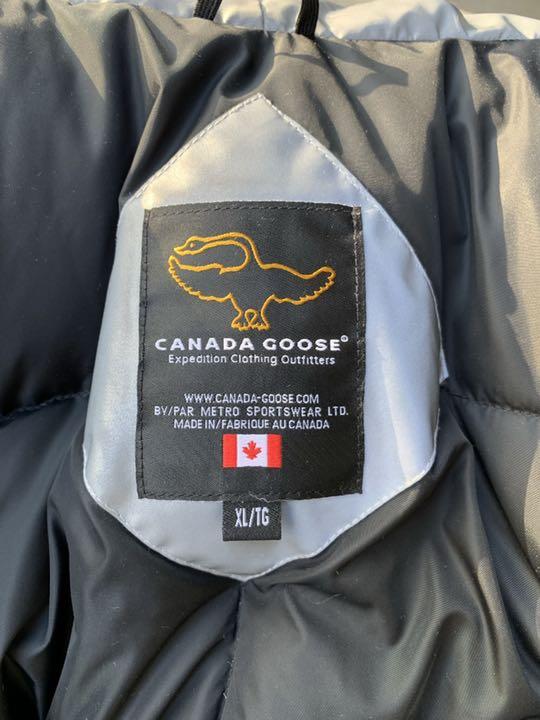 CANADA GOOSE®
Expedition Clothing Outfitters
WWW.CANADA-GOOSE.COM
BY/PAR METRO SPORTSWEAR LTD.
MADE IN/FABRIQUE AU CANADA
XL/TG